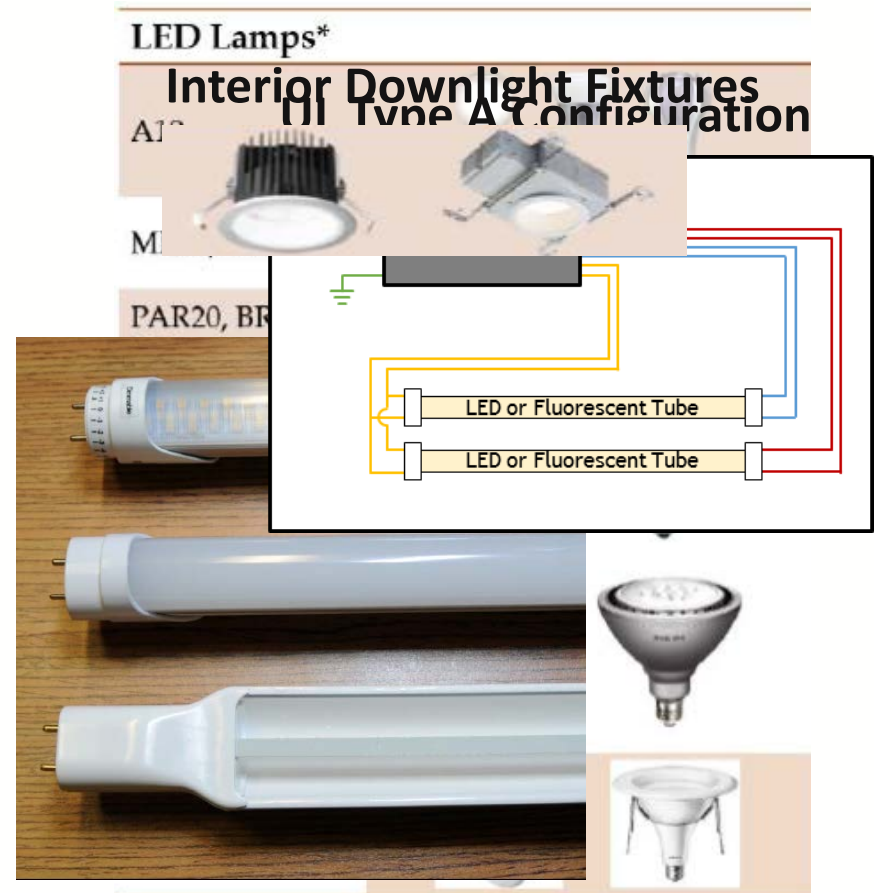 LED Lamps*
Interior Downlight Fixtures
UL Type A Configuration
PAR20, BR
LED or Fluorescent Tube
LED or Fluorescent Tube